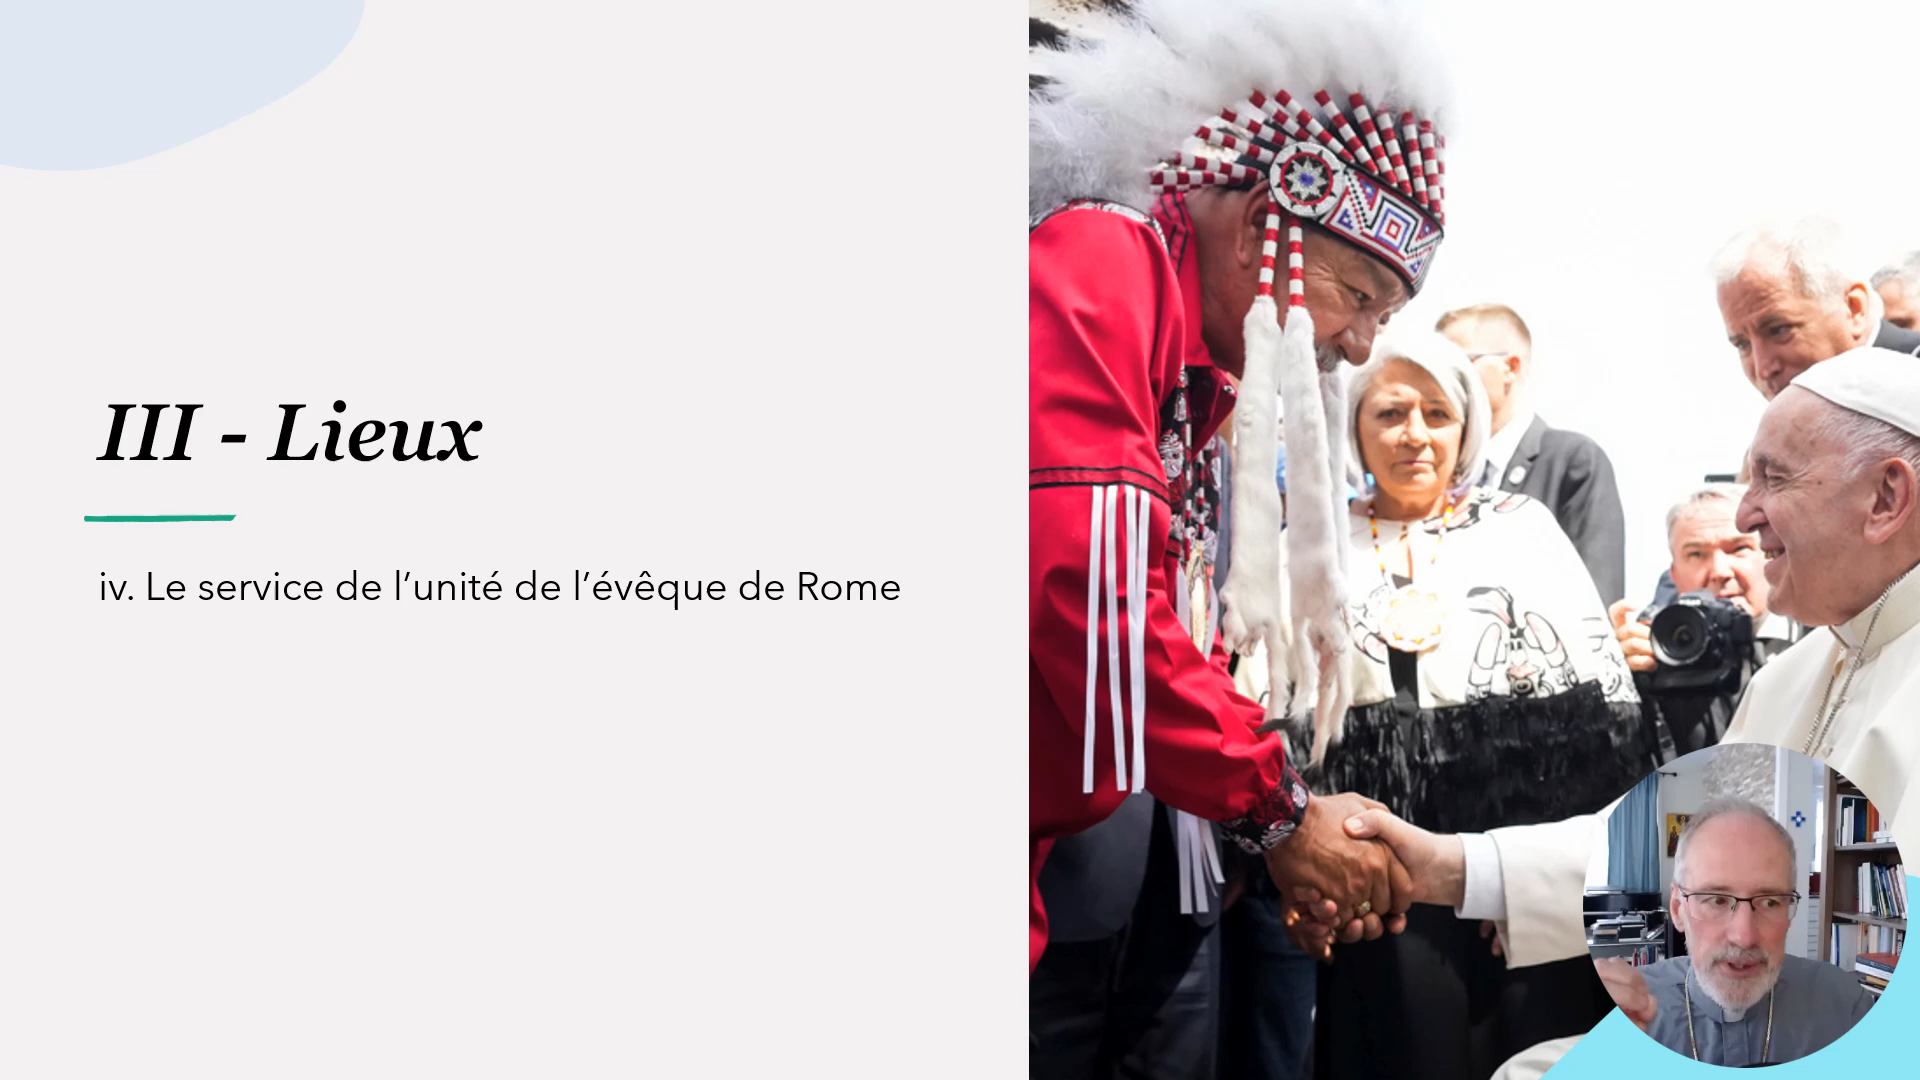 III - Lieux
iv. Le service de l’unité de l’évêque de Rome